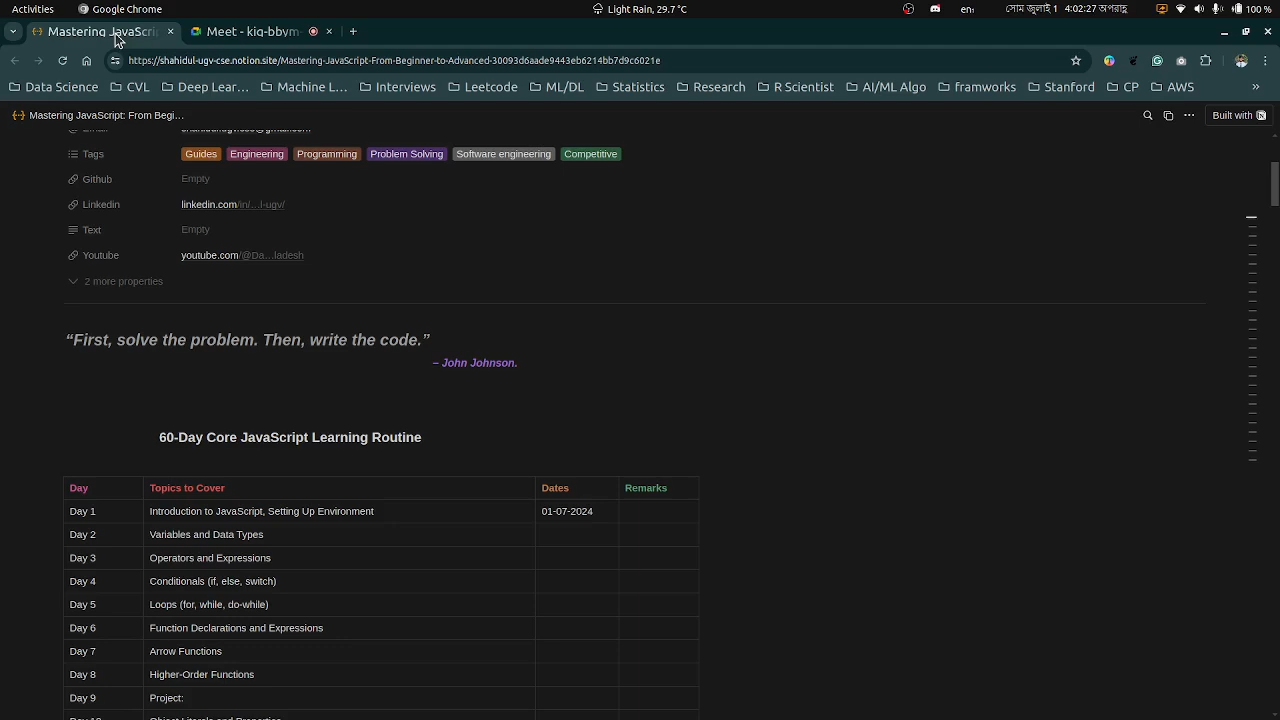 Activities Google Chrome Light Rain, 29.7 °C en₁ সোম জুলাই 1 4:02:27 অপরাহ্ণ 100 %
Mastering JavaScri Meet - kiq-bbym-
https://shahidul-ugv-cse.notion.site/Mastering-JavaScript-From-Beginner-to-Advanced-30093d6aade9443eb6214bb7d9c6021e
Data Science CVL Deep Lear... Machine L... Interviews Leetcode ML/DL Statistics Research R Scientist AI/ML Algo framworks Stanford CP AWS »
Mastering JavaScript: From Begi... Built with
Tags Guides Engineering Programming Problem Solving Software engineering Competitive
Github Empty
Linkedin linkedin.com/in/...l-ugv/
Text Empty
Youtube youtube.com/@Da...ladesh
2 more properties
“First, solve the problem. Then, write the code.”
– John Johnson.
60-Day Core JavaScript Learning Routine
Day Topics to Cover Dates Remarks
Day 1 Introduction to JavaScript, Setting Up Environment 01-07-2024
Day 2 Variables and Data Types
Day 3 Operators and Expressions
Day 4 Conditionals (if, else, switch)
Day 5 Loops (for, while, do-while)
Day 6 Function Declarations and Expressions
Day 7 Arrow Functions
Day 8 Higher-Order Functions
Day 9 Project: